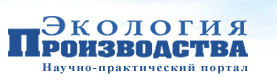 Экология
Производства
Научно-практический портал